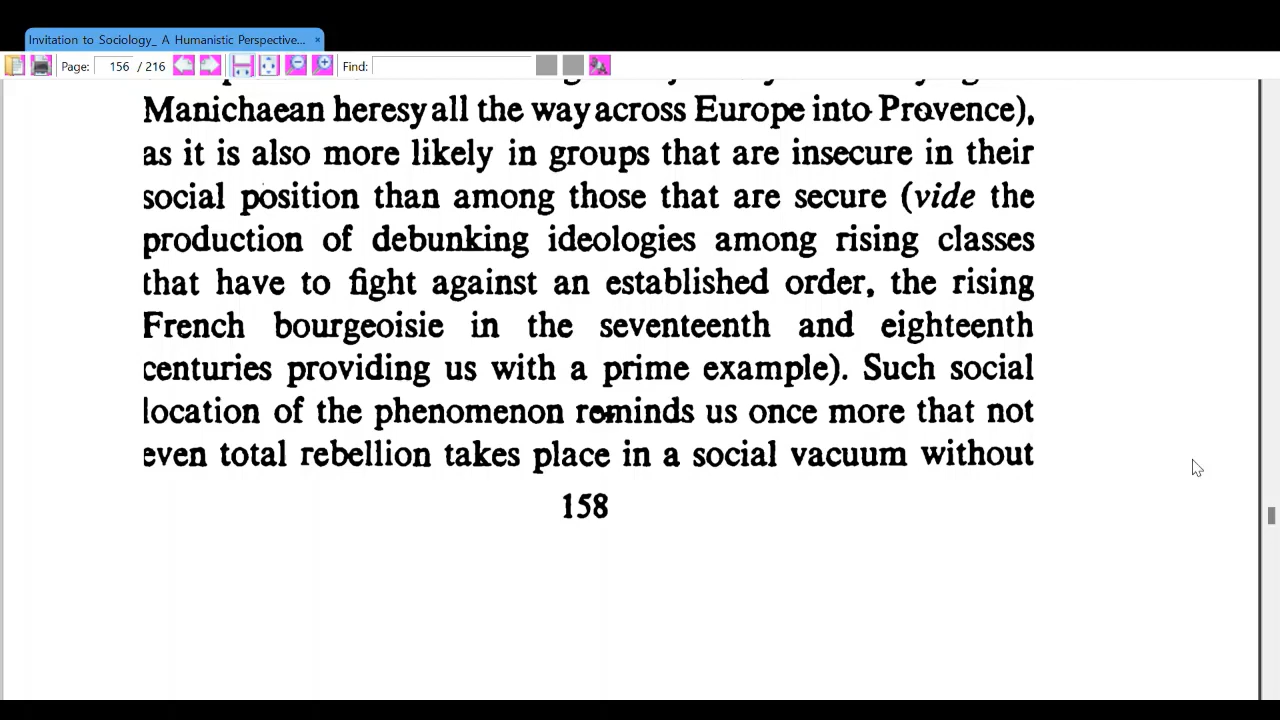 Invitation to Sociology_ A Humanistic Perspective... ×
Page: 156 / 216 Find:
Manichaean heresy all the way across Europe into Provence),
as it is also more likely in groups that are insecure in their
social position than among those that are secure (vide the
production of debunking ideologies among rising classes
that have to fight against an established order, the rising
French bourgeoisie in the seventeenth and eighteenth
centuries providing us with a prime example). Such social
location of the phenomenon reminds us once more that not
even total rebellion takes place in a social vacuum without
158